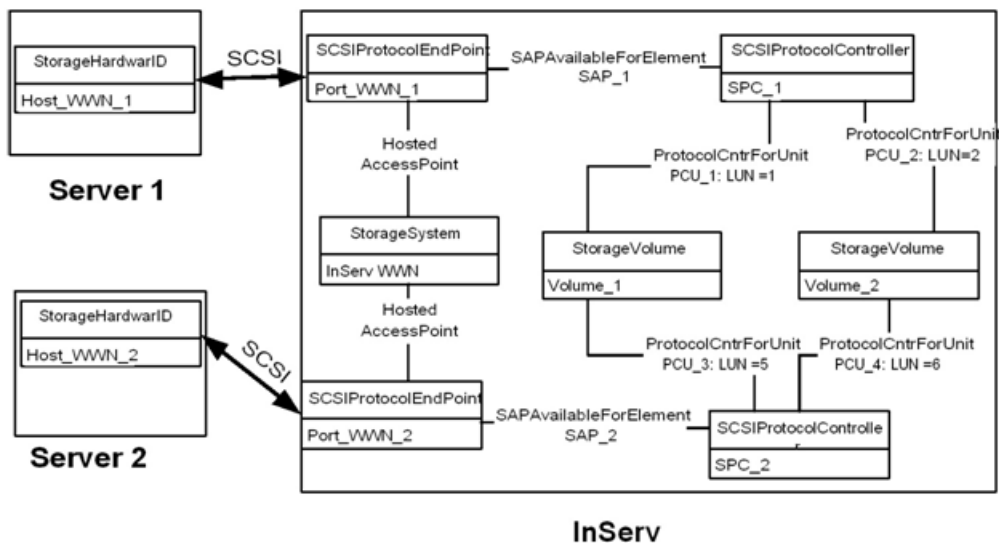 StorageHardwarID
Host_WWN_1
Server 1
SCSI
SCSIProtocolEndPoint
Port_WWN_1
SAPAvailableForElement
SAP_1
SCSIProtocolController
SPC_1
Hosted
AccessPoint
ProtocolCntrForUnit
PCU_1: LUN =1
ProtocolCntrForUnit
PCU_2: LUN=2
StorageSystem
InServ WWN
StorageVolume
Volume_1
StorageVolume
Volume_2
StorageHardwarID
Host_WWN_2
Server 2
SCSI
Hosted
AccessPoint
ProtocolCntrForUnit
PCU_3: LUN =5
ProtocolCntrForUnit
PCU_4: LUN =6
SCSIProtocolEndPoint
Port_WWN_2
SAPAvailableForElement
SAP_2
SCSIProtocolControlle
r
SPC_2
InServ